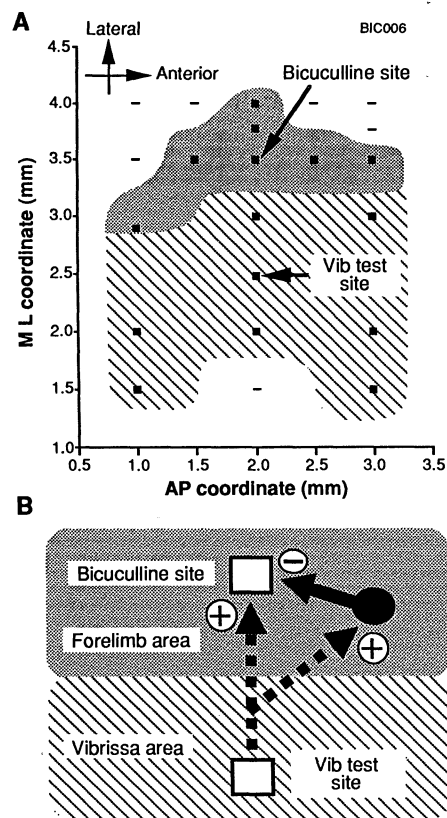 A
Lateral
BIC006
Anterior
Bicuculline site
4.5
4.0
3.5
3.0
2.5
2.0
1.5
1.0
M L coordinate (mm)
Vib test
site
0.5 1.0 1.5 2.0 2.5 3.0 3.5
AP coordinate (mm)
B
Bicuculline site
−
+
Forelimb area
+
Vibrissa area
Vib test
site